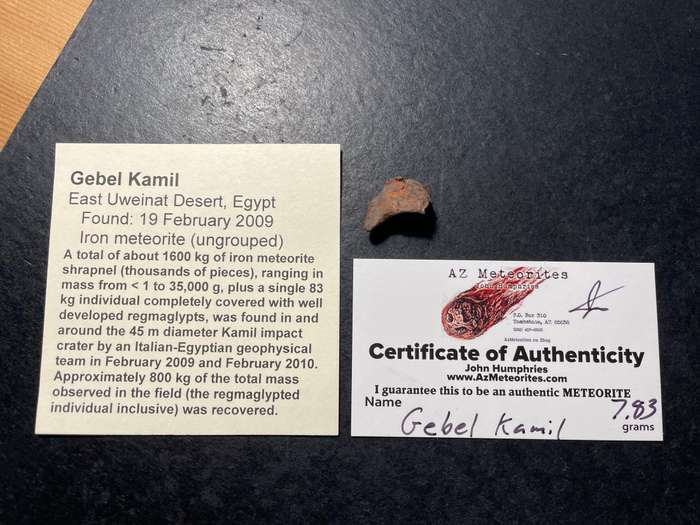 Gebel Kamil
East Uweinat Desert, Egypt
Found: 19 February 2009
Iron meteorite (ungrouped)
A total of about 1600 kg of iron meteorite
shrapnel (thousands of pieces), ranging in
mass from < 1 to 35,000 g, plus a single 83
kg individual completely covered with well
developed regmaglypts, was found in and
around the 45 m diameter Kamil impact
crater by an Italian-Egyptian geophysical
team in February 2009 and February 2010.
Approximately 800 kg of the total mass
observed in the field (the regmaglypted
individual inclusive) was recovered.
AZ Meteorites
John Humphries
P.O. Box 310
Tombstone, AZ 85638
Certificate of Authenticity
John Humphries
www.AzMeteorites.com
I guarantee this to be an authentic METEORITE
Name Gebel Kamil 7.83
grams